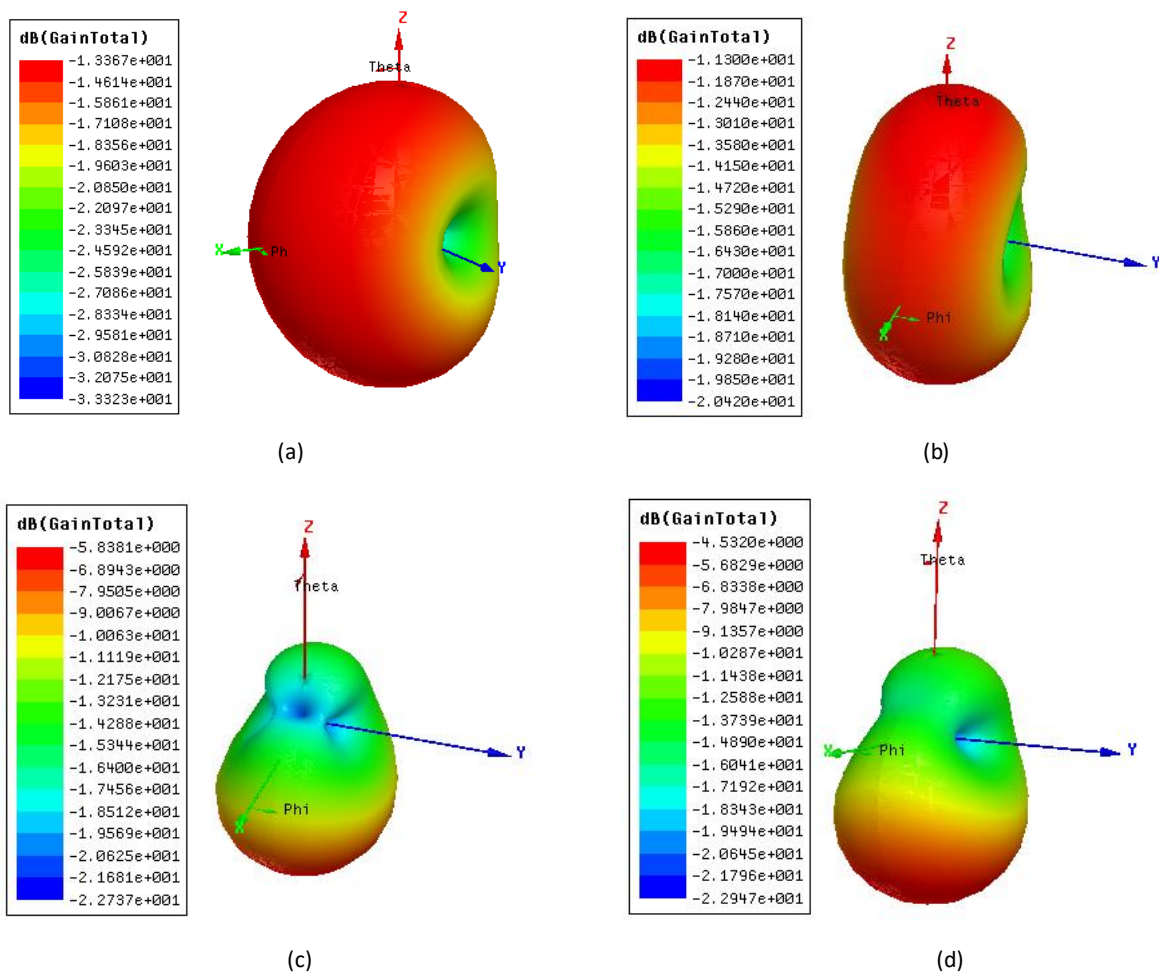 dB(GainTotal)
-1.3367e+001
-1.4614e+001
-1.5861e+001
-1.7108e+001
-1.8356e+001
-1.9603e+001
-2.0850e+001
-2.2097e+001
-2.3345e+001
-2.4592e+001
-2.5839e+001
-2.7086e+001
-2.8334e+001
-2.9581e+001
-3.0828e+001
-3.2075e+001
-3.3323e+001
Z
Theta
X
Ph
Y
(a)
dB(GainTotal)
-1.1300e+001
-1.1870e+001
-1.2440e+001
-1.3010e+001
-1.3580e+001
-1.4150e+001
-1.4720e+001
-1.5290e+001
-1.5860e+001
-1.6430e+001
-1.7000e+001
-1.7570e+001
-1.8140e+001
-1.8710e+001
-1.9280e+001
-1.9850e+001
-2.0420e+001
Z
Theta
Y
Phi
X
(b)
dB(GainTotal)
-5.8381e+000
-6.8943e+000
-7.9505e+000
-9.0067e+000
-1.0063e+001
-1.1119e+001
-1.2175e+001
-1.3231e+001
-1.4288e+001
-1.5344e+001
-1.6400e+001
-1.7456e+001
-1.8512e+001
-1.9569e+001
-2.0625e+001
-2.1681e+001
-2.2737e+001
Z
Theta
Y
Phi
X
(c)
dB(GainTotal)
-4.5320e+000
-5.6829e+000
-6.8338e+000
-7.9847e+000
-9.1357e+000
-1.0287e+001
-1.1438e+001
-1.2588e+001
-1.3739e+001
-1.4890e+001
-1.6041e+001
-1.7192e+001
-1.8343e+001
-1.9494e+001
-2.0645e+001
-2.1796e+001
-2.2947e+001
Z
Theta
X
Phi
Y
(d)